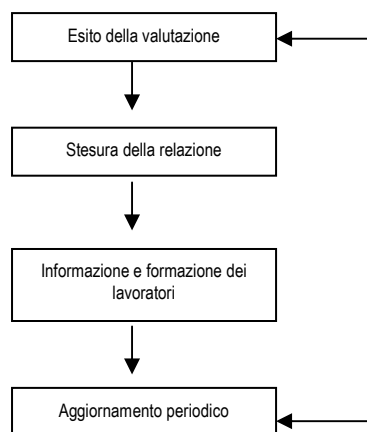 Esito della valutazione
Stesura della relazione
Informazione e formazione dei
lavoratori
Aggiornamento periodico